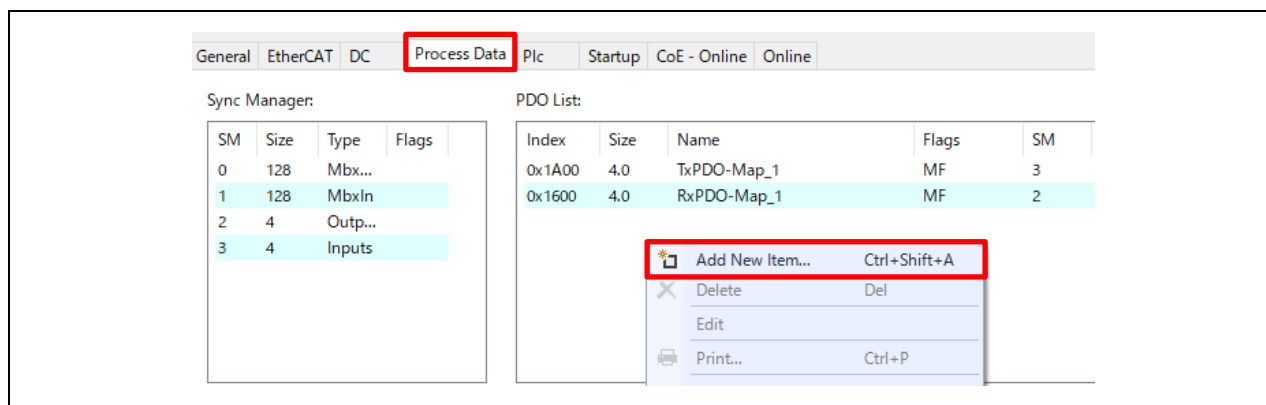 General EtherCAT DC Process Data Plc Startup CoE - Online Online
Sync Manager: PDO List:
SM Size Type Flags Index Size Name Flags SM
0 128 Mbx... 0x1A00 4.0 TxPDO-Map_1 MF 3
1 128 MbxIn 0x1600 4.0 RxPDO-Map_1 MF 2
2 4 Outp...
3 4 Inputs
Add New Item... Ctrl+Shift+A
Delete Del
Edit
Print... Ctrl+P